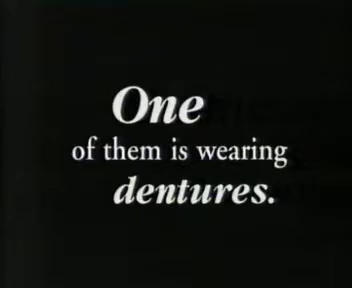 One
of them is wearing
dentures.